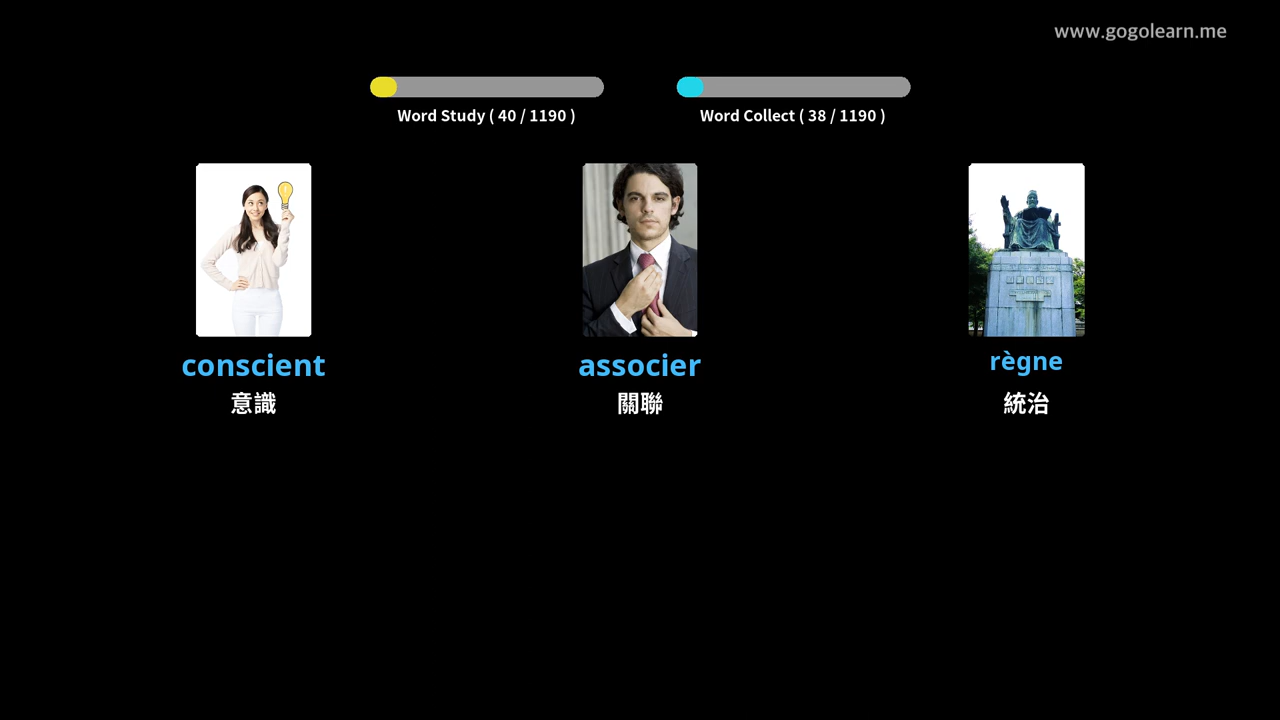 www.gogolearn.me
Word Study ( 40 / 1190 )
Word Collect ( 38 / 1190 )
conscient
意識
associer
關聯
règne
統治